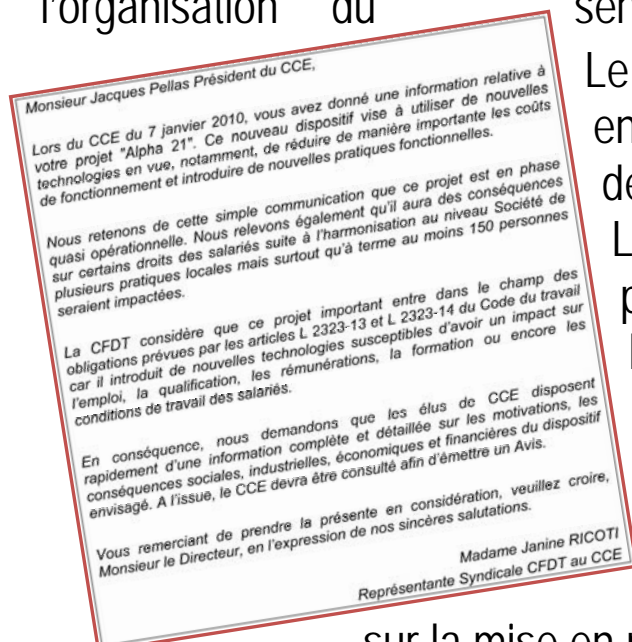 l'organisation du
Monsieur Jacques Pellas Président du CCE,
Lors du CCE du 7 janvier 2010, vous avez donné une information relative à
votre projet "Alpha 21". Ce nouveau dispositif vise à utiliser de nouvelles
technologies en vue, notamment, de réduire de manière importante les coûts
de fonctionnement et introduire de nouvelles pratiques fonctionnelles.
Nous retenons de cette simple communication que ce projet est en phase
quasi opérationnelle. Nous relevons également qu'il aura des conséquences
sur certains droits des salariés suite à l'harmonisation au niveau Société de
plusieurs pratiques locales mais surtout qu'à terme au moins 150 personnes
seraient impactées.
La CFDT considère que ce projet important entre dans le champ des
obligations prévues par les articles L 2323-13 et L 2323-14 du Code du travail
car il introduit de nouvelles technologies susceptibles d'avoir un impact sur
l'emploi, la qualification, les rémunérations, la formation ou encore les
conditions de travail des salariés.
En conséquence, nous demandons que les élus de CCE disposent
rapidement d'une information complète et détaillée sur les motivations, les
conséquences sociales, industrielles, économiques et financières du dispositif
envisagé. A l'issue, le CCE devra être consulté afin d'émettre un Avis.
Vous remerciant de prendre la présente en considération, veuillez croire,
Monsieur le Directeur, en l'expression de nos sincères salutations.
Madame Janine RICOTI
Représentante Syndicale CFDT au CCE
Le
en
sur la mise en